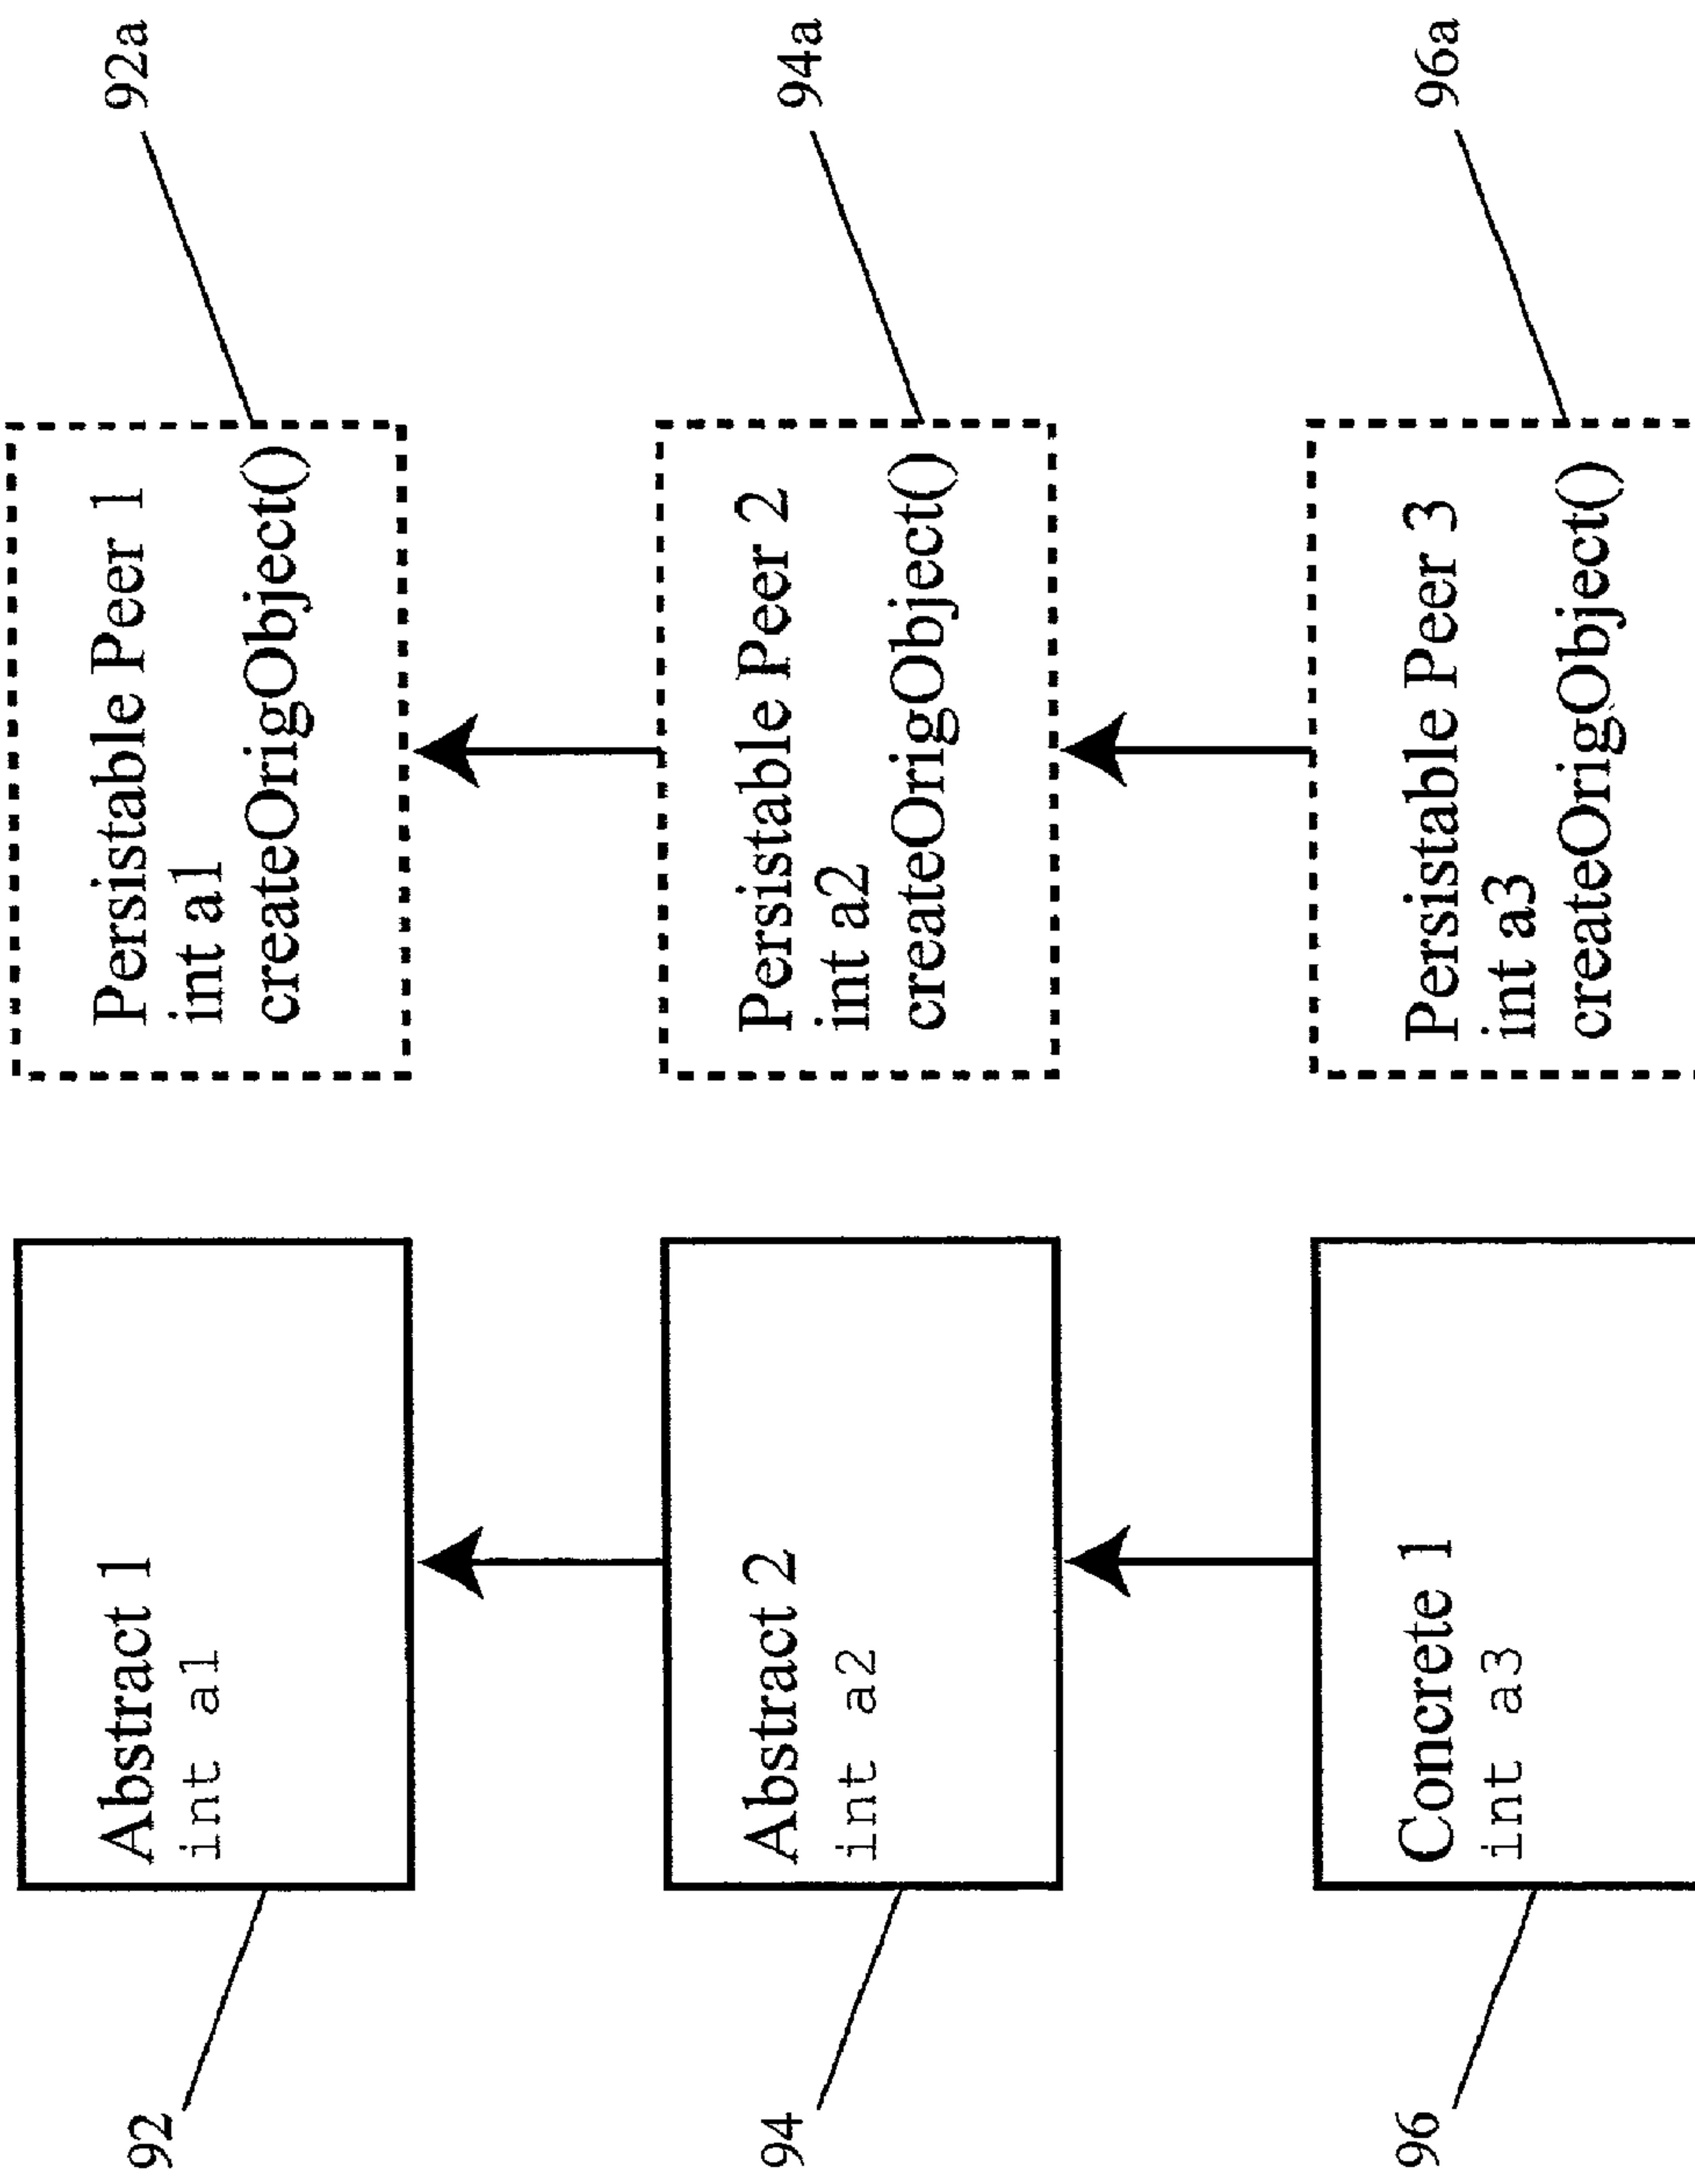 92
Abstract 1
int a1
Persistable Peer 1
int a1
createOrigObject()
92a
94
Abstract 2
int a2
Persistable Peer 2
int a2
createOrigObject()
94a
96
Concrete 1
int a3
Persistable Peer 3
int a3
createOrigObject()
96a